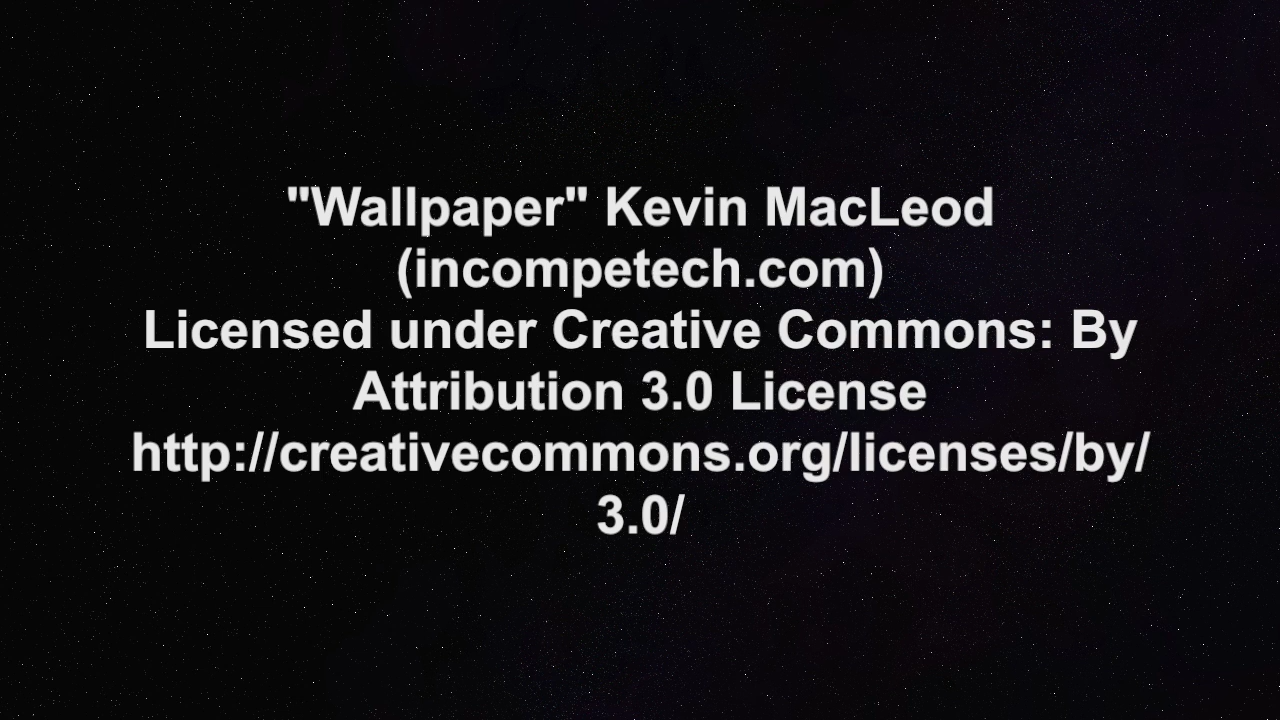 "Wallpaper" Kevin MacLeod
(incompetech.com)
Licensed under Creative Commons: By
Attribution 3.0 License
http://creativecommons.org/licenses/by/
3.0/